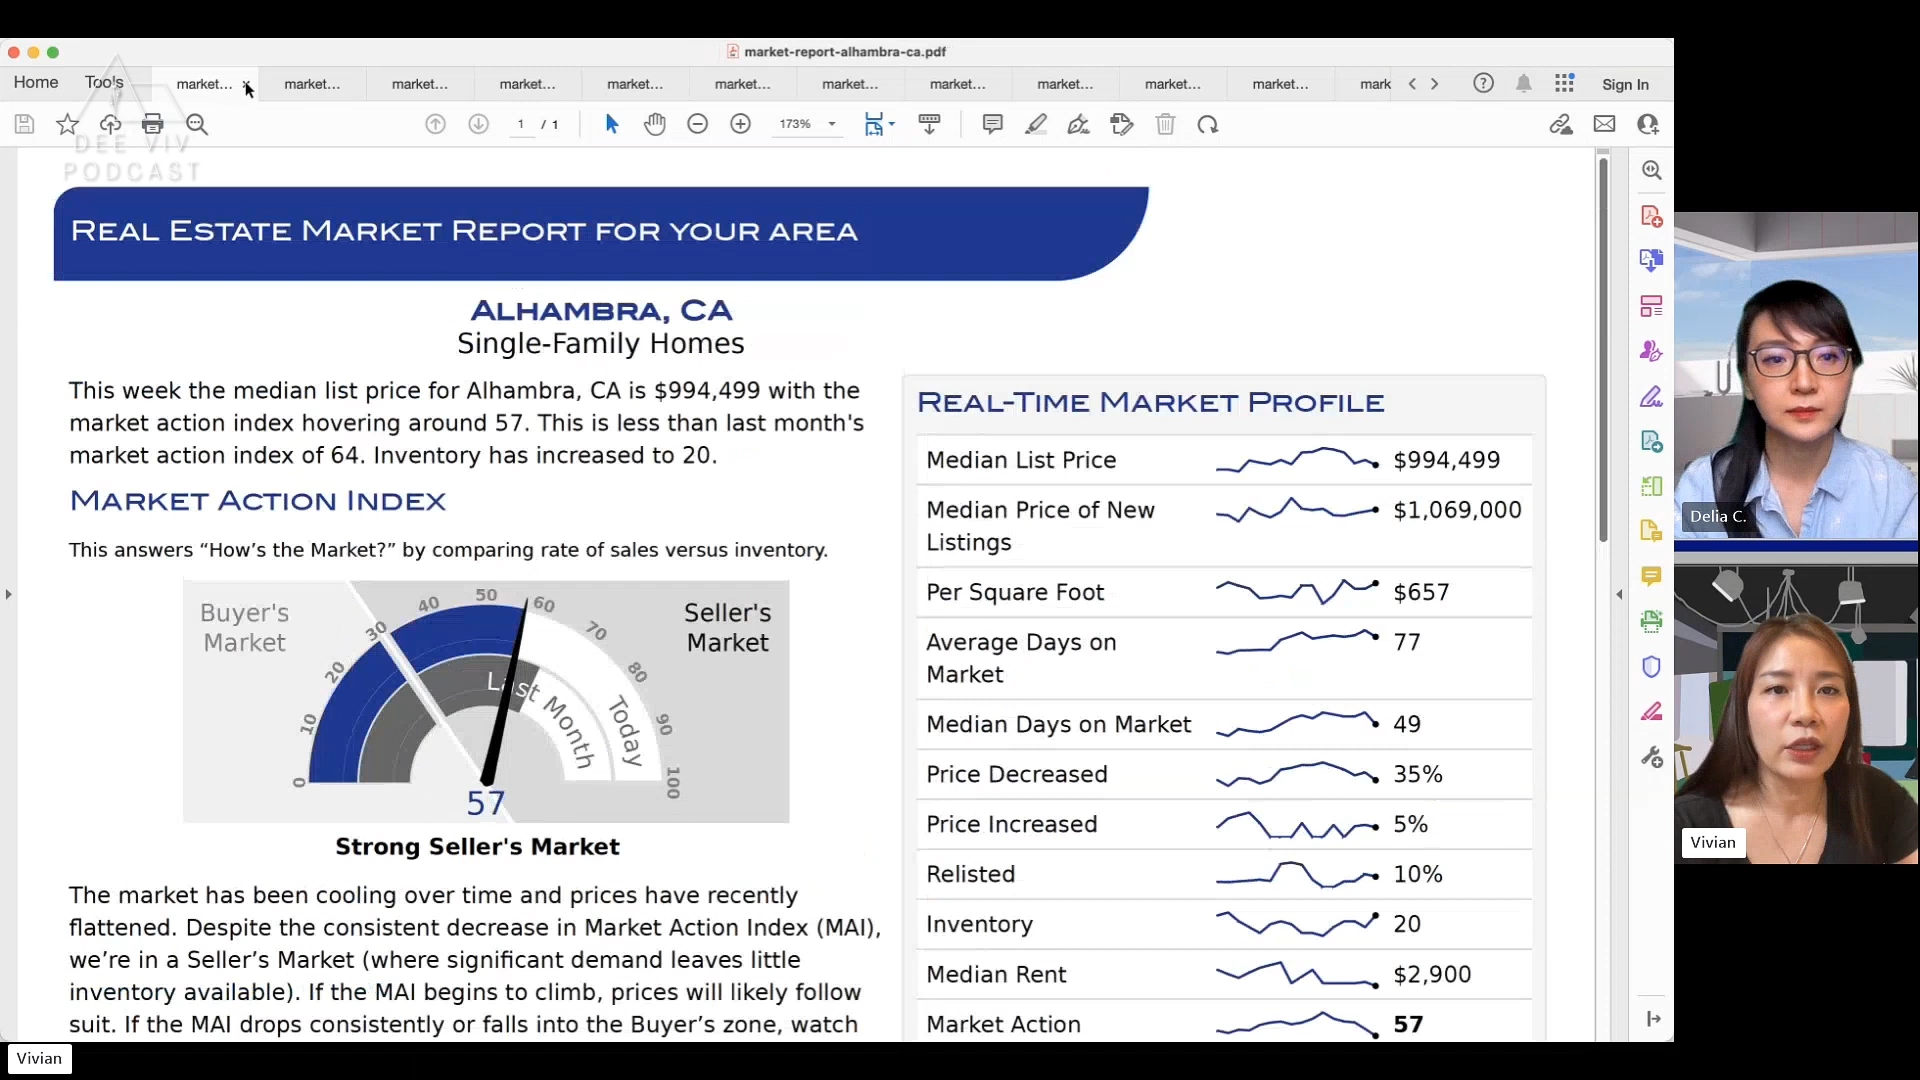 market-report-alhambra-ca.pdf
Home Tools market... × market... market... market... market... market... market... market... market... market... market... mark Sign In
1 / 1 173%
DEE VIV
PODCAST
REAL ESTATE MARKET REPORT FOR YOUR AREA
ALHAMBRA, CA
Single-Family Homes
This week the median list price for Alhambra, CA is $994,499 with the
market action index hovering around 57. This is less than last month's
market action index of 64. Inventory has increased to 20.
MARKET ACTION INDEX
This answers “How’s the Market?” by comparing rate of sales versus inventory.
Buyer's
Market
Seller's
Market
0 10 20 30 40 50 60 70 80 90 100
Last Month
Today
57
Strong Seller's Market
The market has been cooling over time and prices have recently
flattened. Despite the consistent decrease in Market Action Index (MAI),
we’re in a Seller’s Market (where significant demand leaves little
inventory available). If the MAI begins to climb, prices will likely follow
suit. If the MAI drops consistently or falls into the Buyer’s zone, watch
REAL-TIME MARKET PROFILE
Median List Price $994,499
Median Price of New
Listings $1,069,000
Per Square Foot $657
Average Days on
Market 77
Median Days on Market 49
Price Decreased 35%
Price Increased 5%
Relisted 10%
Inventory 20
Median Rent $2,900
Market Action 57
Delia C.
Vivian
Vivian